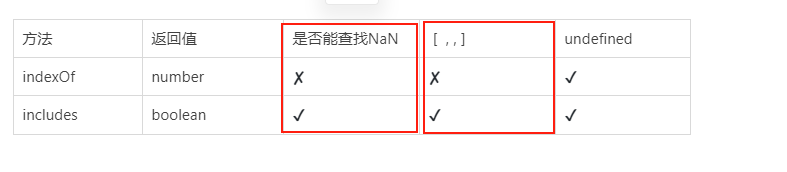 方法 返回值 是否能查找NaN [ , , ] undefined
indexOf number ✗ ✗ ✓
includes boolean ✓ ✓ ✓